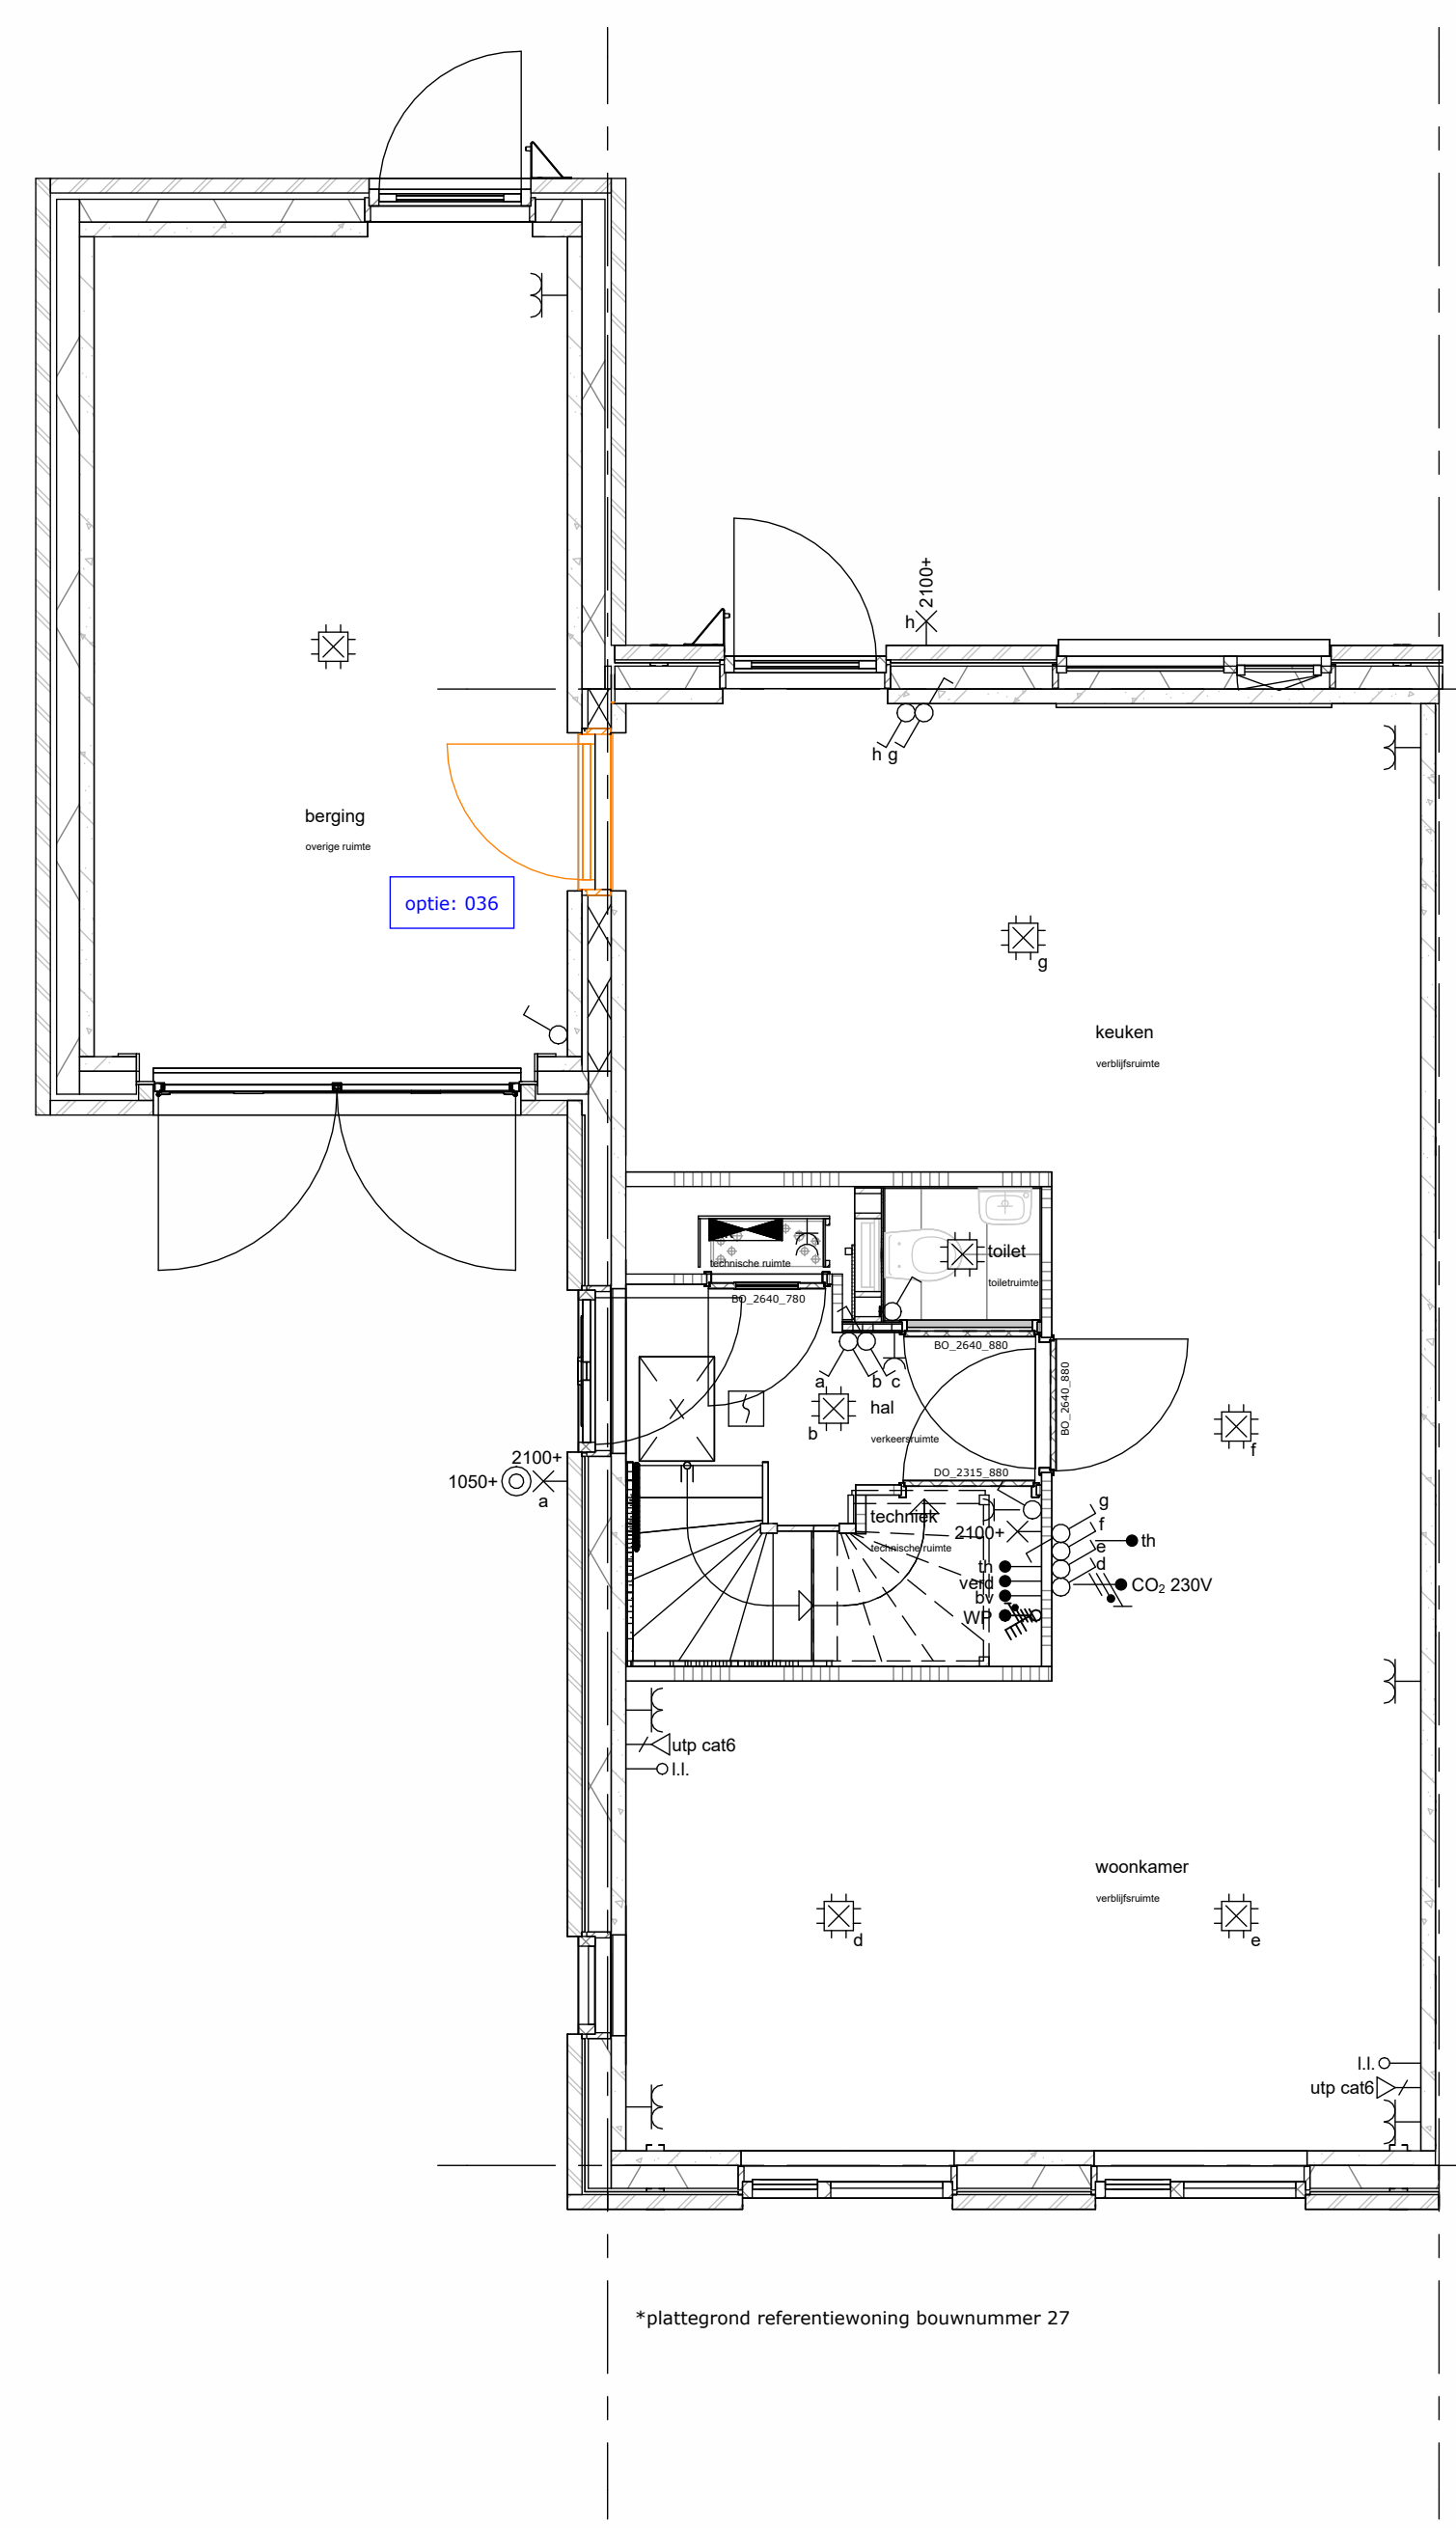 2100+
h
h g
berging
overige ruimte
optie: 036
g
keuken
verblijfsruimte
technische ruimte
BO_2640_780
toilet
toiletruimte
BO_2640_880
BO_2640_880
a
b c
hal
b
verkeersruimte
f
2100+
1050+
a
DO_2315_880
techniek
2100+
technische ruimte
g
f
e
d
th
th
verd
bv
WP
CO₂ 230V
utp cat6
l.l.
woonkamer
verblijfsruimte
d
e
l.l.
utp cat6
*plattegrond referentiewoning bouwnummer 27